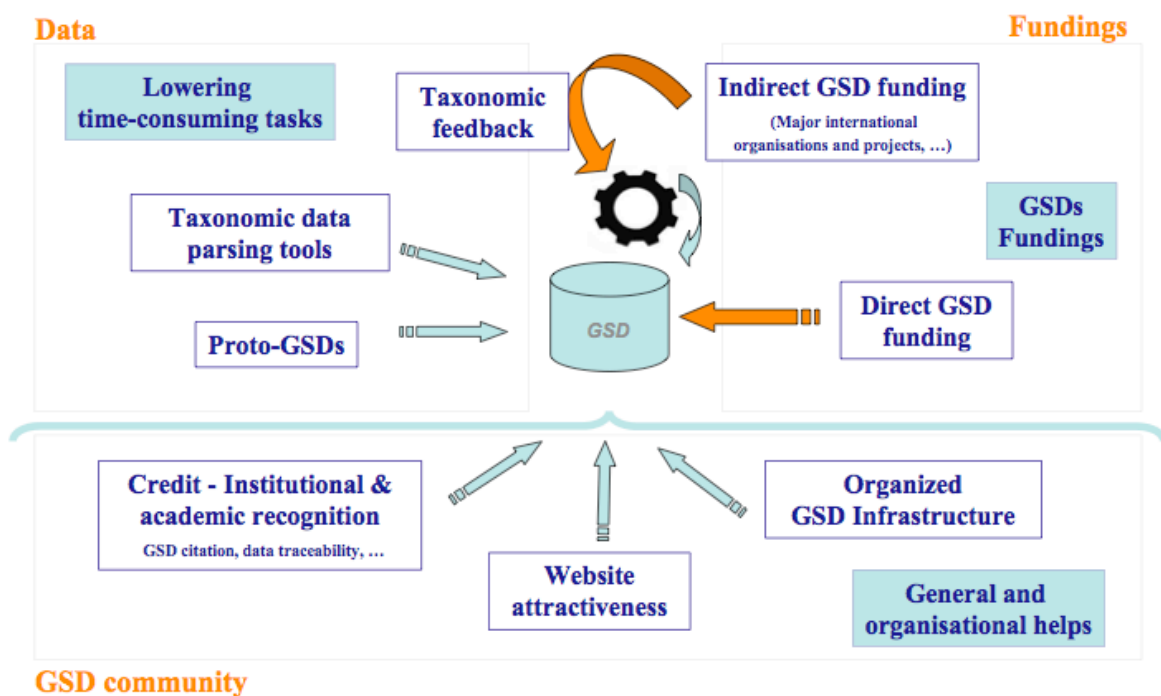 Data
Fundings
Lowering
time-consuming tasks
Taxonomic
feedback
Indirect GSD funding
(Major international
organisations and projects, ...)
Taxonomic data
parsing tools
GSDs
Fundings
Proto-GSDs
GSD
Direct GSD
funding
Credit - Institutional &
academic recognition
GSD citation, data traceability, ...
Website
attractiveness
Organized
GSD Infrastructure
General and
organisational helps
GSD community